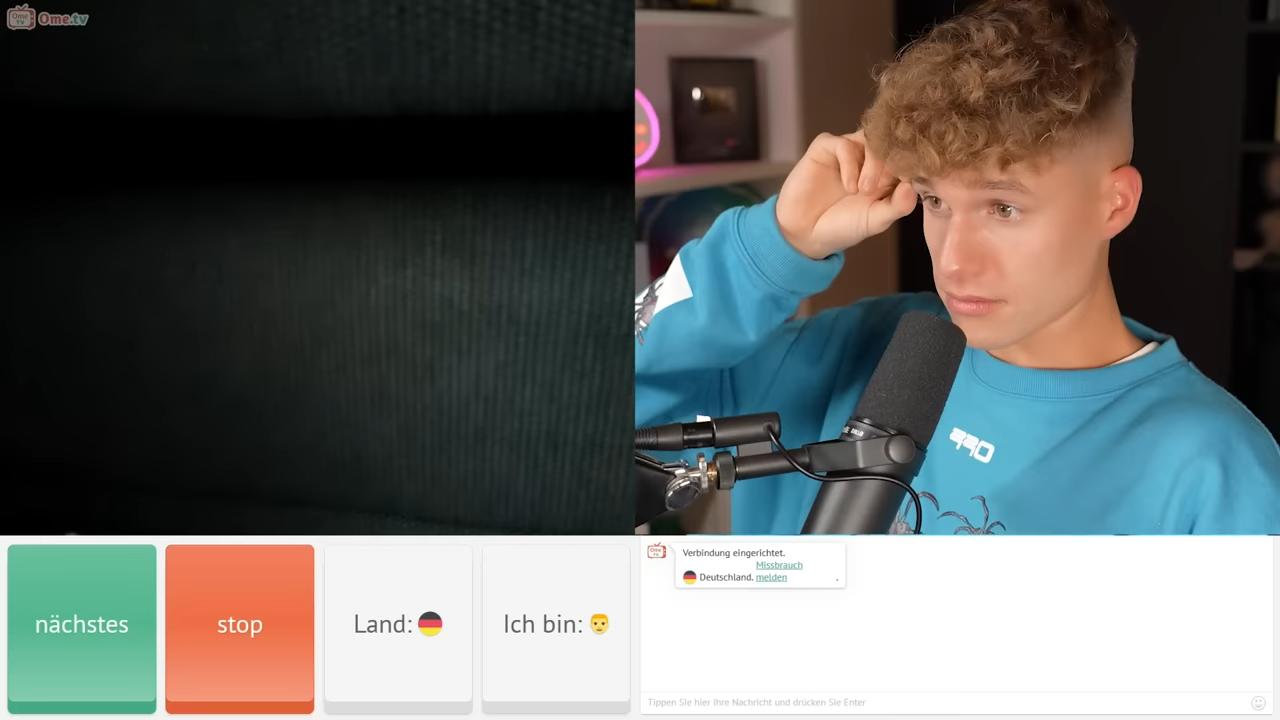 Ome.tv
nächstes
stop
Land:
Ich bin:
Verbindung eingerichtet.
Deutschland. Missbrauch melden .
Tippen Sie hier Ihre Nachricht und drücken Sie Enter